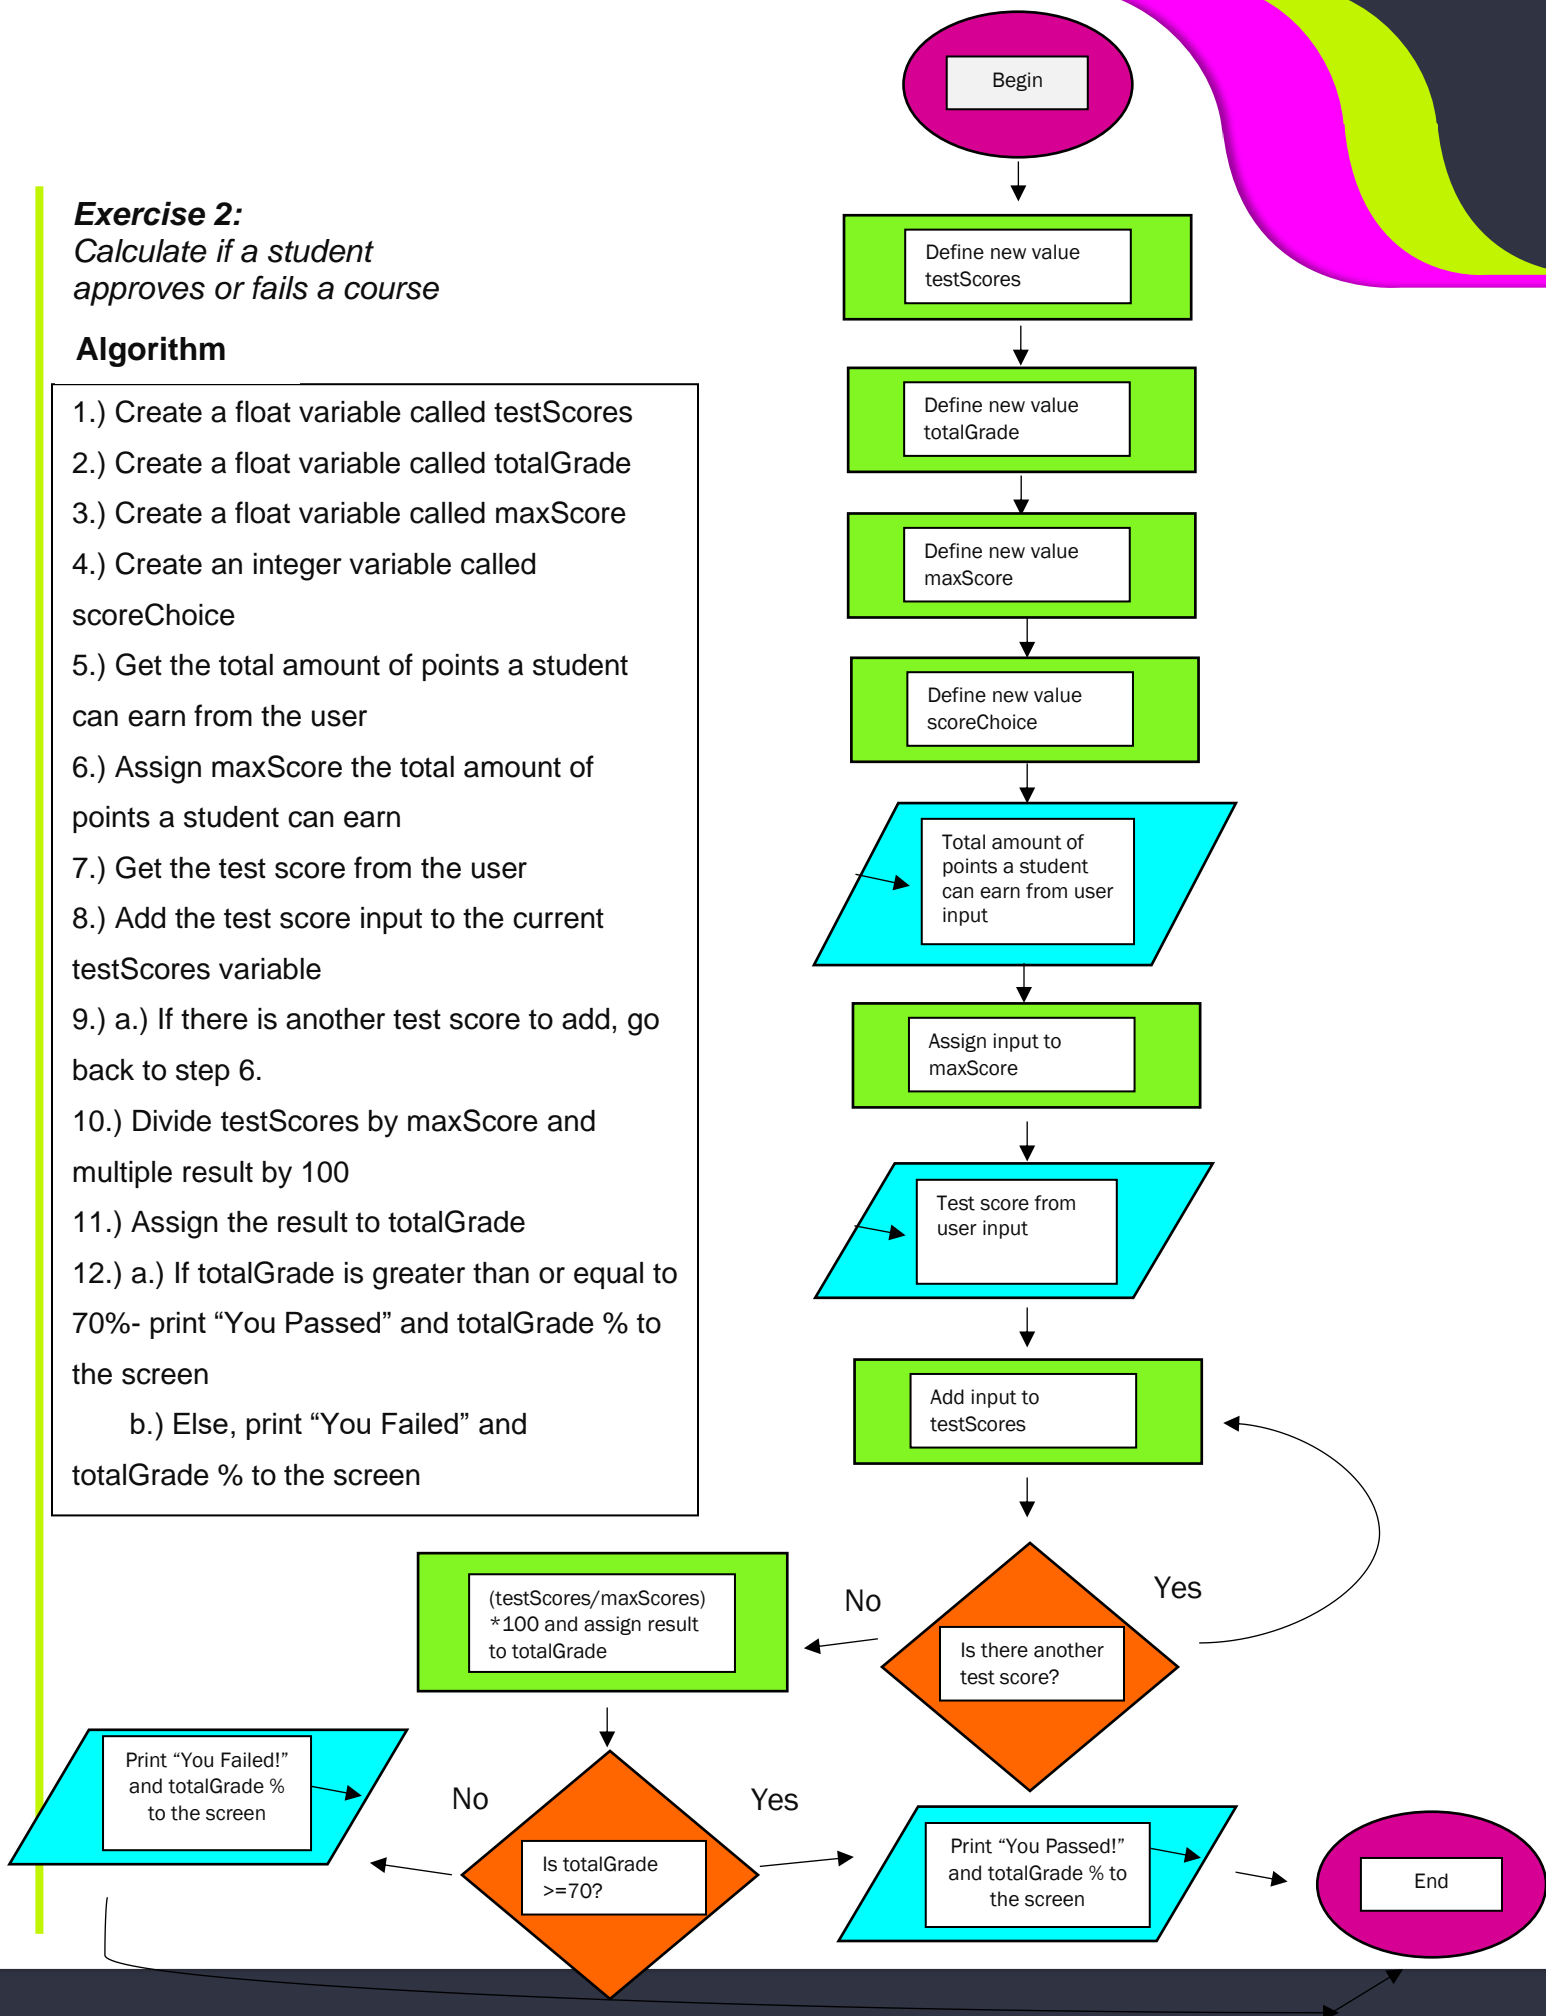 Exercise 2:
Calculate if a student
approves or fails a course
Algorithm
1.) Create a float variable called testScores
2.) Create a float variable called totalGrade
3.) Create a float variable called maxScore
4.) Create an integer variable called
scoreChoice
5.) Get the total amount of points a student
can earn from the user
6.) Assign maxScore the total amount of
points a student can earn
7.) Get the test score from the user
8.) Add the test score input to the current
testScores variable
9.) a.) If there is another test score to add, go
back to step 6.
10.) Divide testScores by maxScore and
multiple result by 100
11.) Assign the result to totalGrade
12.) a.) If totalGrade is greater than or equal to
70%- print “You Passed” and totalGrade % to
the screen
b.) Else, print “You Failed” and
totalGrade % to the screen
Begin
Define new value
testScores
Define new value
totalGrade
Define new value
maxScore
Define new value
scoreChoice
Total amount of
points a student
can earn from user
input
Assign input to
maxScore
Test score from
user input
Add input to
testScores
Is there another
test score?
Yes
No
(testScores/maxScores)
*100 and assign result
to totalGrade
Is totalGrade
>=70?
No
Yes
Print “You Failed!”
and totalGrade %
to the screen
Print “You Passed!”
and totalGrade % to
the screen
End